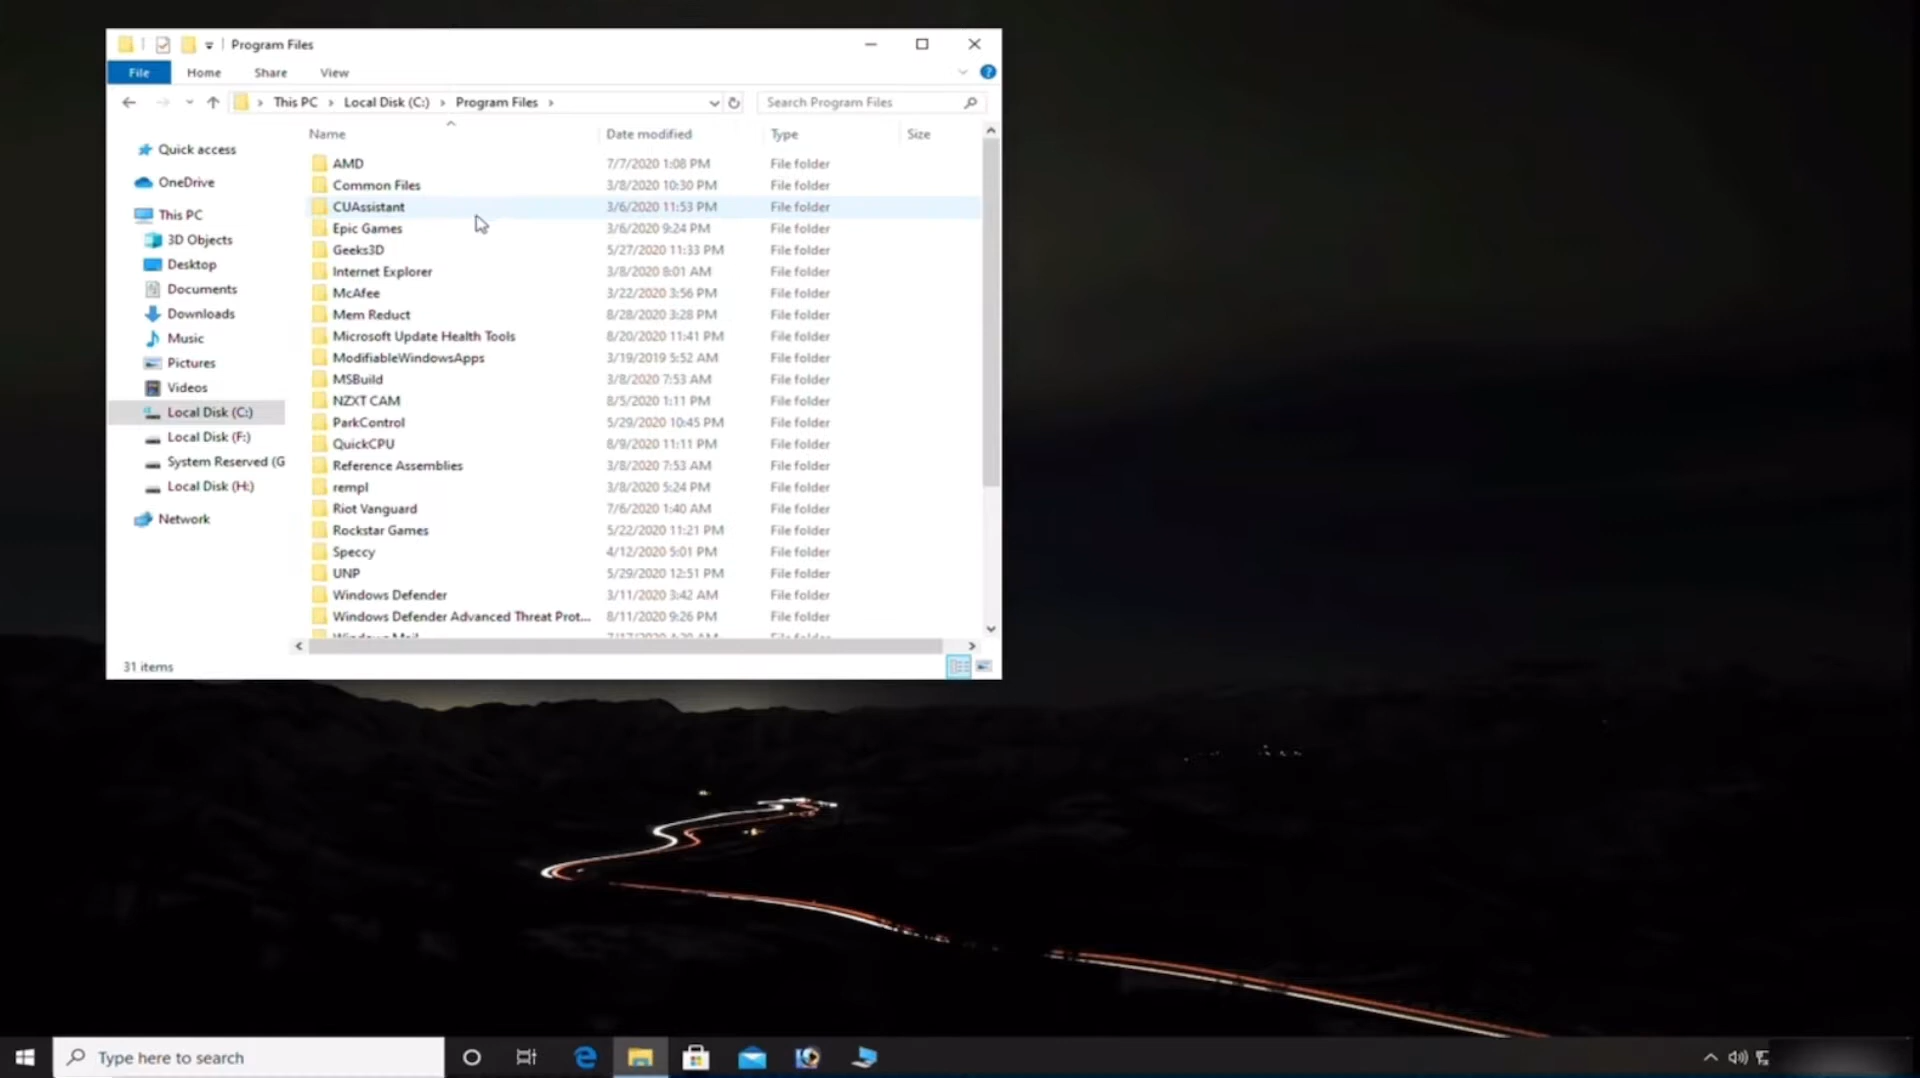 Program Files
File Home Share View
This PC Local Disk (C:) Program Files
Search Program Files
Name Date modified Type Size
Quick access
OneDrive
This PC
3D Objects
Desktop
Documents
Downloads
Music
Pictures
Videos
Local Disk (C:)
Local Disk (F:)
System Reserved (G
Local Disk (H:)
Network
AMD 7/7/2020 1:08 PM File folder
Common Files 3/8/2020 10:30 PM File folder
CUAssistant 3/6/2020 11:53 PM File folder
Epic Games 3/6/2020 9:24 PM File folder
Geeks3D 5/27/2020 11:33 PM File folder
Internet Explorer 3/8/2020 8:01 AM File folder
McAfee 3/22/2020 3:56 PM File folder
Mem Reduct 8/28/2020 3:28 PM File folder
Microsoft Update Health Tools 8/20/2020 11:41 PM File folder
ModifiableWindowsApps 3/19/2019 5:52 AM File folder
MSBuild 3/8/2020 7:53 AM File folder
NZXT CAM 8/5/2020 1:11 PM File folder
ParkControl 5/29/2020 10:45 PM File folder
QuickCPU 8/9/2020 11:11 PM File folder
Reference Assemblies 3/8/2020 7:53 AM File folder
rempl 3/8/2020 5:24 PM File folder
Riot Vanguard 7/6/2020 1:40 AM File folder
Rockstar Games 5/22/2020 11:21 PM File folder
Speccy 4/12/2020 5:01 PM File folder
UNP 5/29/2020 12:51 PM File folder
Windows Defender 3/11/2020 3:42 AM File folder
Windows Defender Advanced Threat Prot... 8/11/2020 9:26 PM File folder
31 items
Type here to search